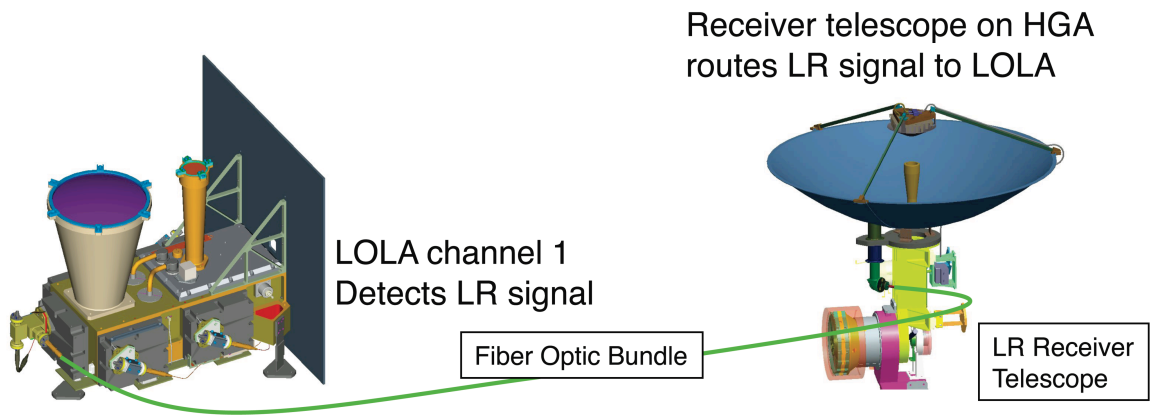 Receiver telescope on HGA
routes LR signal to LOLA
LOLA channel 1
Detects LR signal
Fiber Optic Bundle
LR Receiver
Telescope